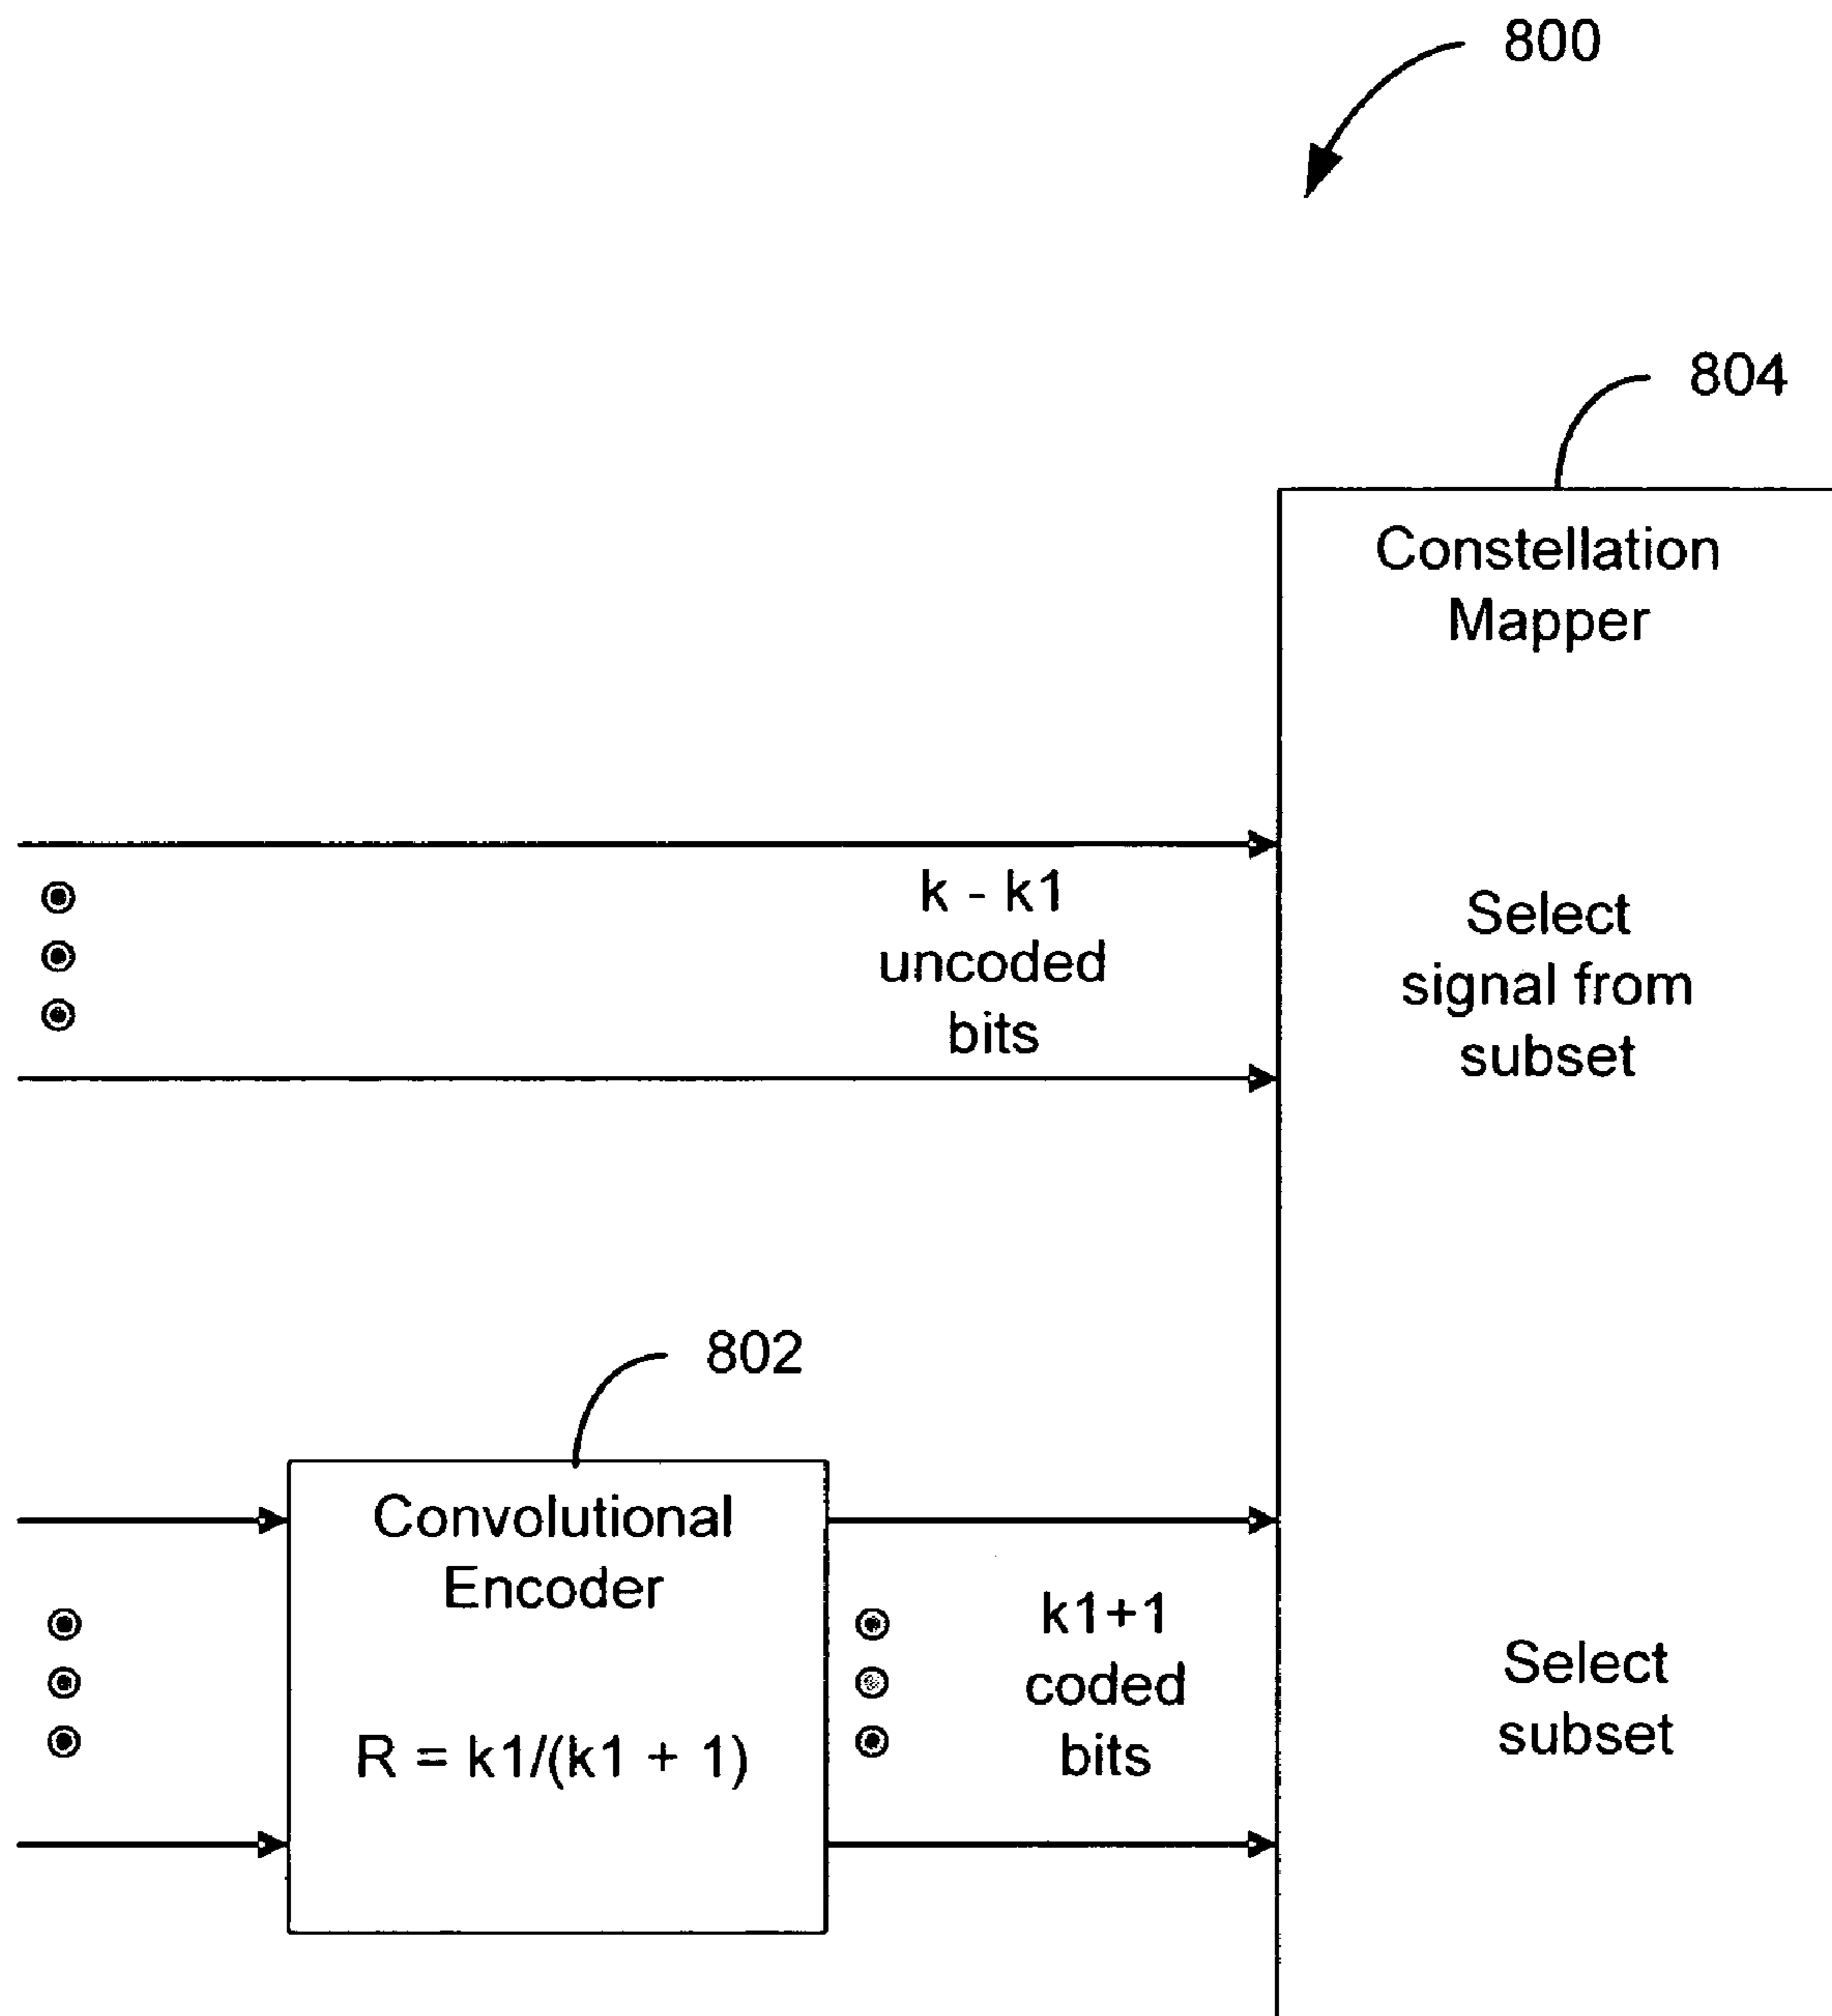 800
804
Constellation
Mapper
k - k1
uncoded
bits
Select
signal from
subset
802
Convolutional
Encoder
R = k1/(k1 + 1)
k1+1
coded
bits
Select
subset